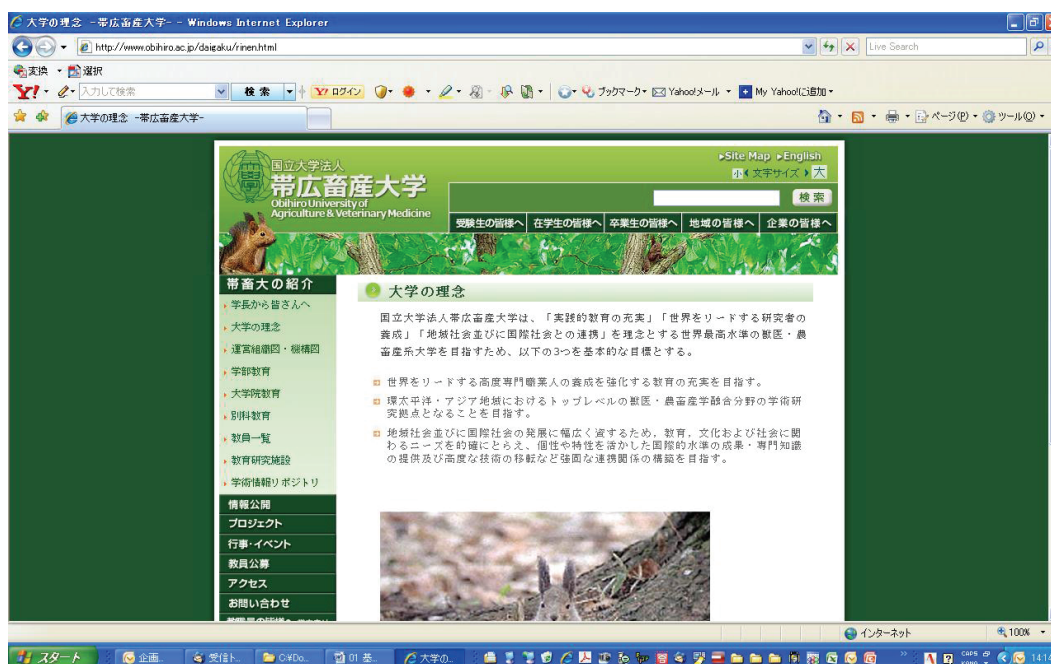 大学の理念 -帯広畜産大学- - Windows Internet Explorer
http://www.obihiro.ac.jp/daigaku/rinen.html
Live Search
変換 選択
Y! 入力して検索 検索 Y! ログイン ブックマーク Yahoo!メール My Yahoo!に追加
大学の理念 -帯広畜産大学-
ページ(P) ツール(O)
国立大学法人
帯広畜産大学
Obihiro University of
Agriculture & Veterinary Medicine
Site Map English
小 文字サイズ 大
検索
受験生の皆様へ 在学生の皆様へ 卒業生の皆様へ 地域の皆様へ 企業の皆様へ
帯畜大の紹介
学長から皆さんへ
大学の理念
運営組織図・機構図
学部教育
大学院教育
別科教育
教員一覧
教育研究施設
学術情報リポジトリ
情報公開
プロジェクト
行事・イベント
教員公募
アクセス
お問い合わせ
大学の理念
国立大学法人帯広畜産大学は、「実践的教育の充実」「世界をリードする研究者の
養成」「地域社会並びに国際社会との連携」を理念とする世界最高水準の獣医・農
畜産系大学を目指すため、以下の3つを基本的な目標とする。
世界をリードする高度専門職業人の養成を強化する教育の充実を目指す。
環太平洋・アジア地域におけるトップレベルの獣医・農畜産学融合分野の学術研
究拠点となることを目指す。
地域社会並びに国際社会の発展に幅広く資するため、教育，文化および社会に関
わるニーズを的確にとらえ、個性や特性を活かした国際的水準の成果・専門知識
の提供及び高度な技術の移転など強固な連携関係の構築を目指す。
インターネット 100%
スタート 企画.. 受信ト.. C:¥Do.. 01 基.. 大学の.. CAPS 14:14